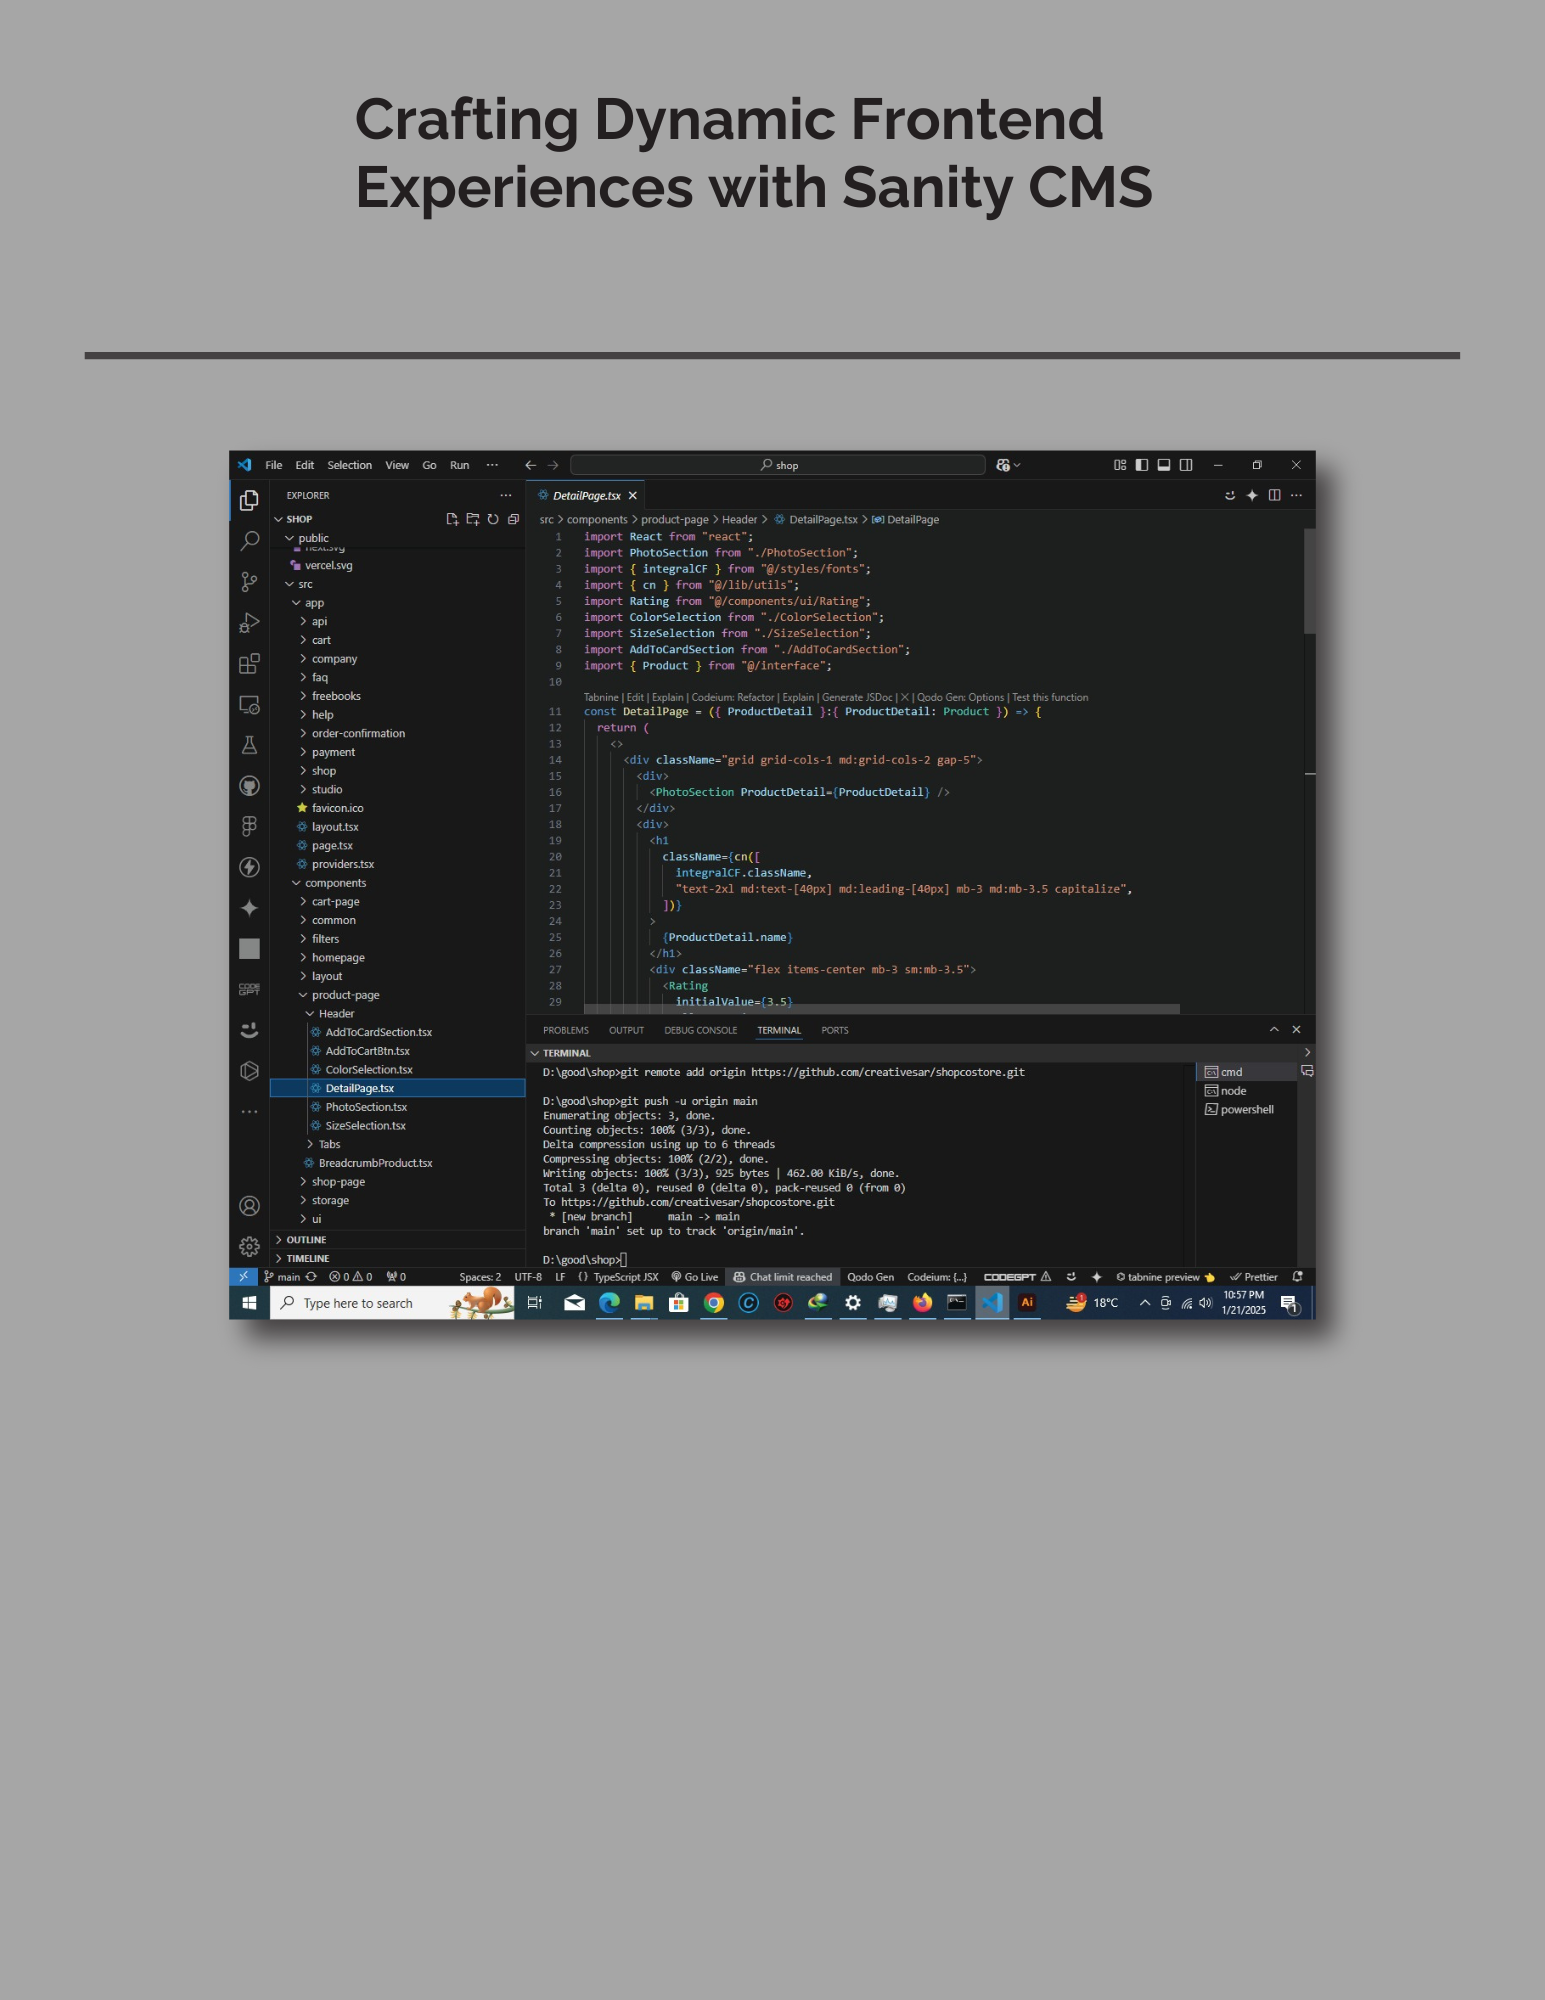 Crafting Dynamic Frontend
Experiences with Sanity CMS
File Edit Selection View Go Run ··· shop
EXPLORER ···
SHOP
public
next.svg
vercel.svg
src
app
api
cart
company
faq
freebooks
help
order-confirmation
payment
shop
studio
favicon.ico
layout.tsx
page.tsx
providers.tsx
components
cart-page
common
filters
homepage
layout
product-page
Header
AddToCardSection.tsx
AddToCartBtn.tsx
ColorSelection.tsx
DetailPage.tsx
PhotoSection.tsx
SizeSelection.tsx
Tabs
BreadcrumbProduct.tsx
shop-page
storage
ui
OUTLINE
TIMELINE
CODE
GPT
DetailPage.tsx
src > components > product-page > Header > DetailPage.tsx > DetailPage
1 import React from "react";
2 import PhotoSection from "./PhotoSection";
3 import { integralCF } from "@/styles/fonts";
4 import { cn } from "@/lib/utils";
5 import Rating from "@/components/ui/Rating";
6 import ColorSelection from "./ColorSelection";
7 import SizeSelection from "./SizeSelection";
8 import AddToCardSection from "./AddToCardSection";
9 import { Product } from "@/interface";
10
Tabnine | Edit | Explain | Codeium: Refactor | Explain | Generate JSDoc | X | Qodo Gen: Options | Test this function
11 const DetailPage = ({ ProductDetail }:{ ProductDetail: Product }) => {
12 return (
13 <>
14 <div className="grid grid-cols-1 md:grid-cols-2 gap-5">
15 <div>
16 <PhotoSection ProductDetail={ProductDetail} />
17 </div>
18 <div>
19 <h1
20 className={cn([
21 integralCF.className,
22 "text-2xl md:text-[40px] md:leading-[40px] mb-3 md:mb-3.5 capitalize",
23 ])}
24 >
25 {ProductDetail.name}
26 </h1>
27 <div className="flex items-center mb-3 sm:mb-3.5">
28 <Rating
29 initialValue={3.5}
PROBLEMS OUTPUT DEBUG CONSOLE TERMINAL PORTS
TERMINAL
D:\good\shop>git remote add origin https://github.com/creativesar/shopcostore.git
D:\good\shop>git push -u origin main
Enumerating objects: 3, done.
Counting objects: 100% (3/3), done.
Delta compression using up to 6 threads
Compressing objects: 100% (2/2), done.
Writing objects: 100% (3/3), 925 bytes | 462.00 KiB/s, done.
Total 3 (delta 0), reused 0 (delta 0), pack-reused 0 (from 0)
To https://github.com/creativesar/shopcostore.git
* [new branch] main -> main
branch 'main' set up to track 'origin/main'.
D:\good\shop>
cmd
node
powershell
main 0 0 0 Spaces: 2 UTF-8 LF {} TypeScript JSX Go Live Chat limit reached Qodo Gen Codeium: {...} CODEGPT tabnine preview Prettier
Type here to search Ai 1 18°C 10:57 PM
1/21/2025 1